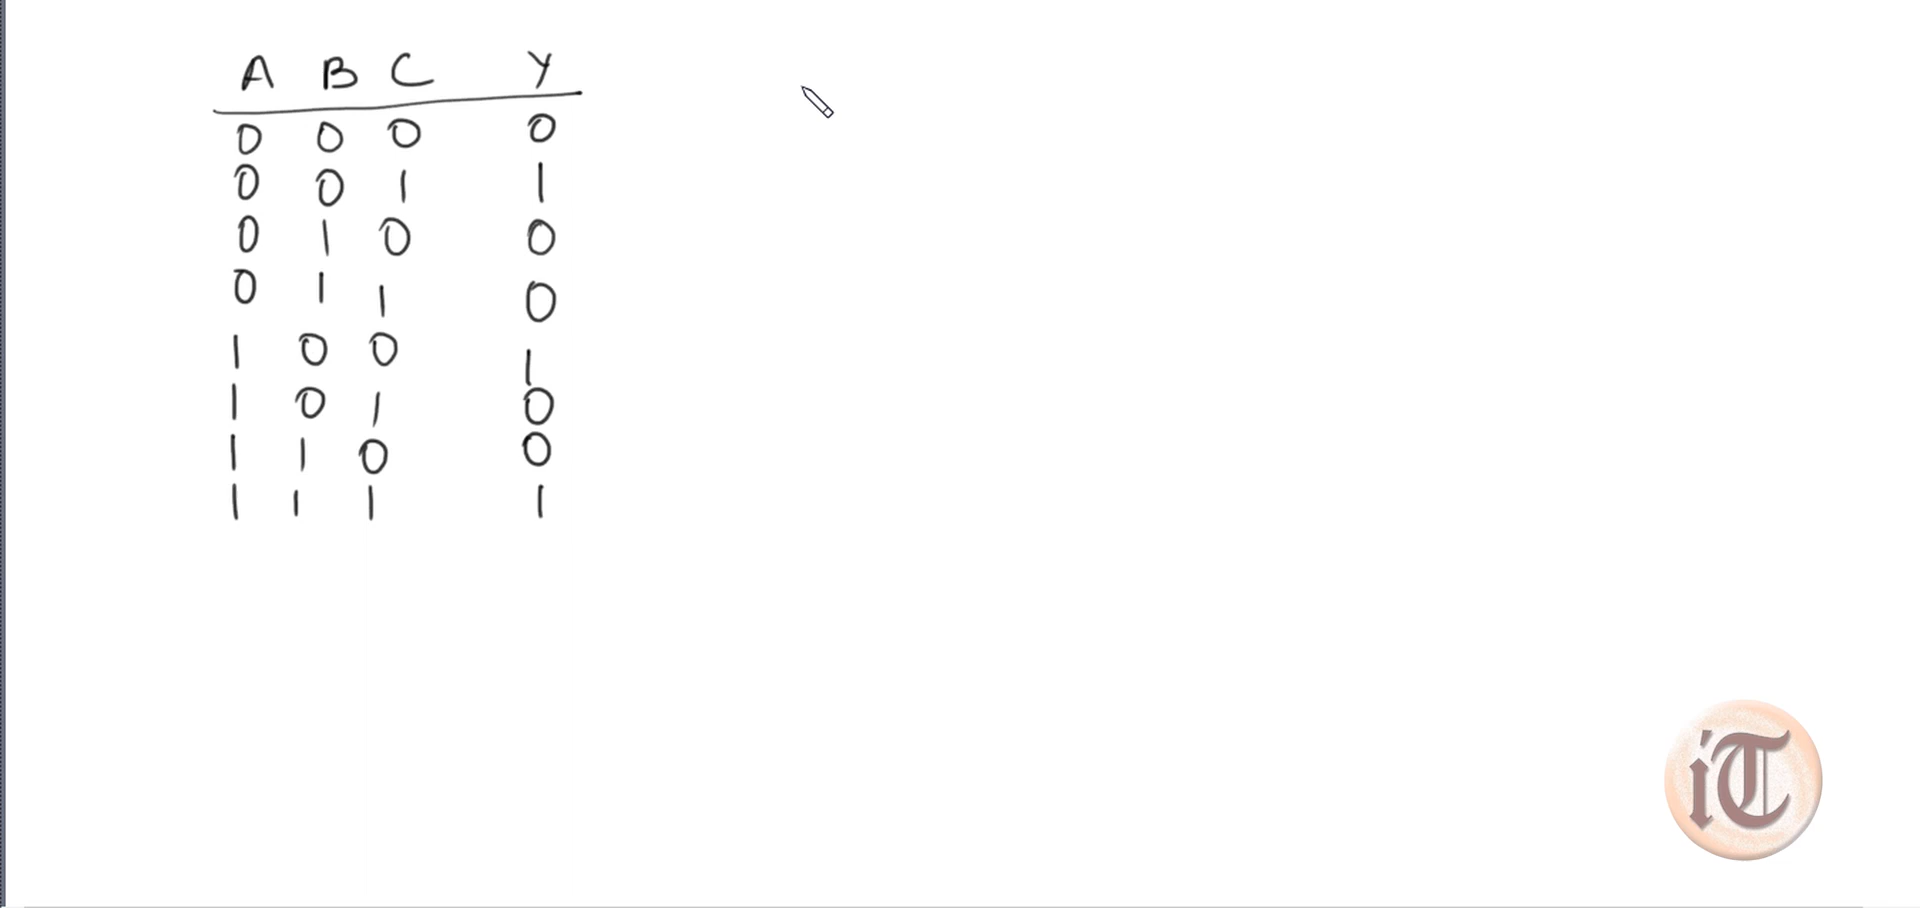 A B C Y
0 0 0 0
0 0 1 1
0 1 0 0
0 1 1 0
1 0 0 1
1 0 1 0
1 1 0 0
1 1 1 1
iT